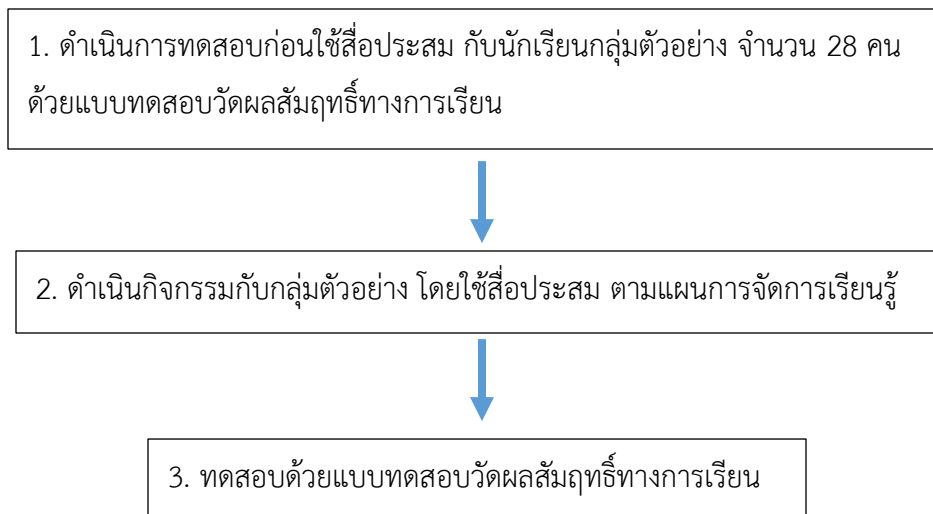 1. ดำเนินการทดสอบก่อนใช้สื่อประสม กับนักเรียนกลุ่มตัวอย่าง จำนวน 28 คน
ด้วยแบบทดสอบวัดผลสัมฤทธิ์ทางการเรียน
2. ดำเนินกิจกรรมกับกลุ่มตัวอย่าง โดยใช้สื่อประสม ตามแผนการจัดการเรียนรู้
3. ทดสอบด้วยแบบทดสอบวัดผลสัมฤทธิ์ทางการเรียน